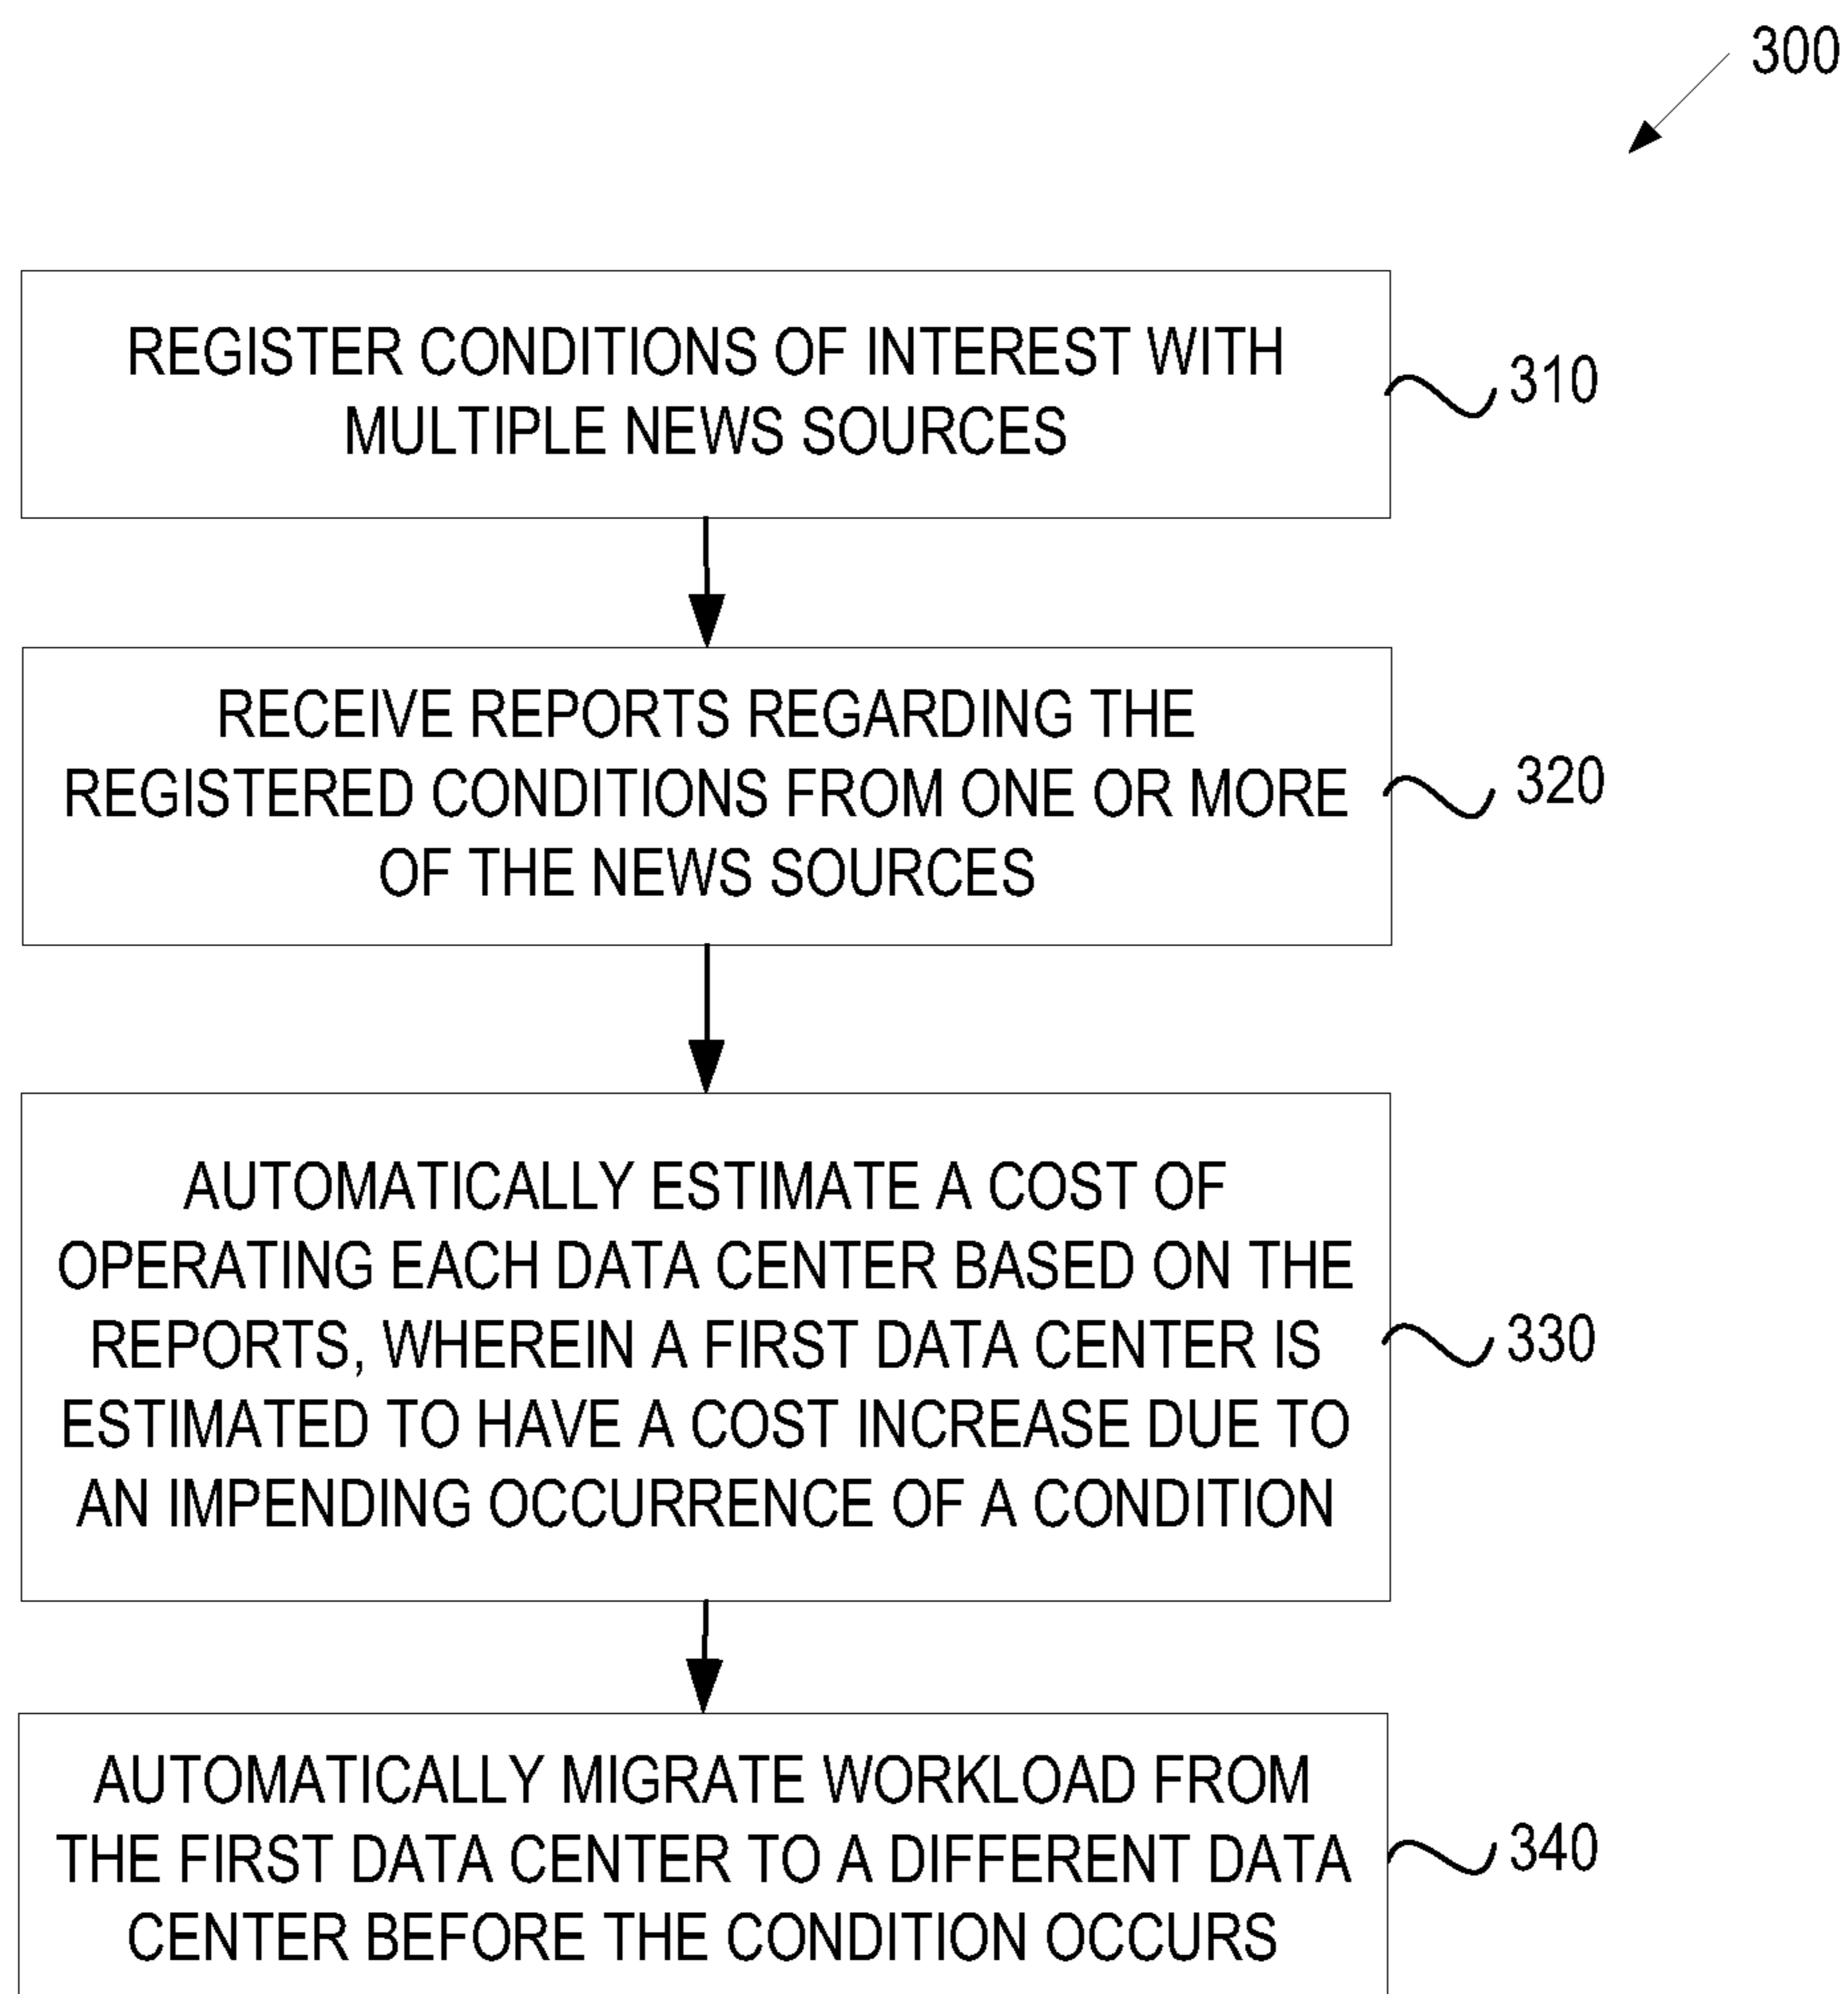 300
REGISTER CONDITIONS OF INTEREST WITH
MULTIPLE NEWS SOURCES
310
RECEIVE REPORTS REGARDING THE
REGISTERED CONDITIONS FROM ONE OR MORE
OF THE NEWS SOURCES
320
AUTOMATICALLY ESTIMATE A COST OF
OPERATING EACH DATA CENTER BASED ON THE
REPORTS, WHEREIN A FIRST DATA CENTER IS
ESTIMATED TO HAVE A COST INCREASE DUE TO
AN IMPENDING OCCURRENCE OF A CONDITION
330
AUTOMATICALLY MIGRATE WORKLOAD FROM
THE FIRST DATA CENTER TO A DIFFERENT DATA
CENTER BEFORE THE CONDITION OCCURS
340